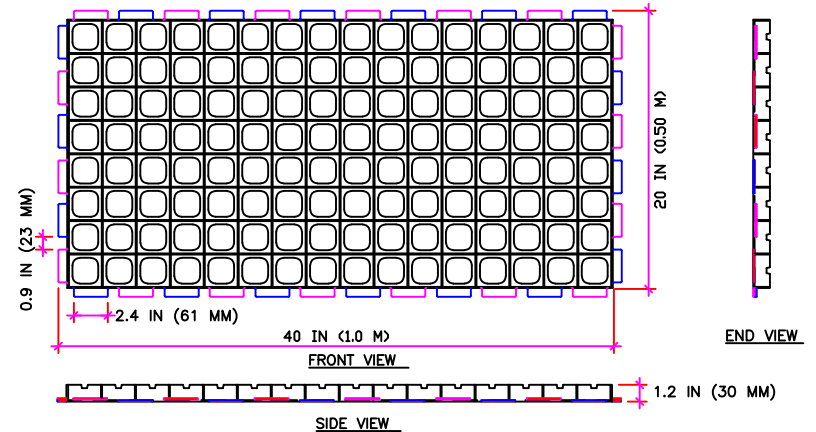 20 IN (0.50 M)
0.9 IN (23 MM)
2.4 IN (61 MM)
40 IN (1.0 M)
FRONT VIEW
END VIEW
1.2 IN (30 MM)
SIDE VIEW